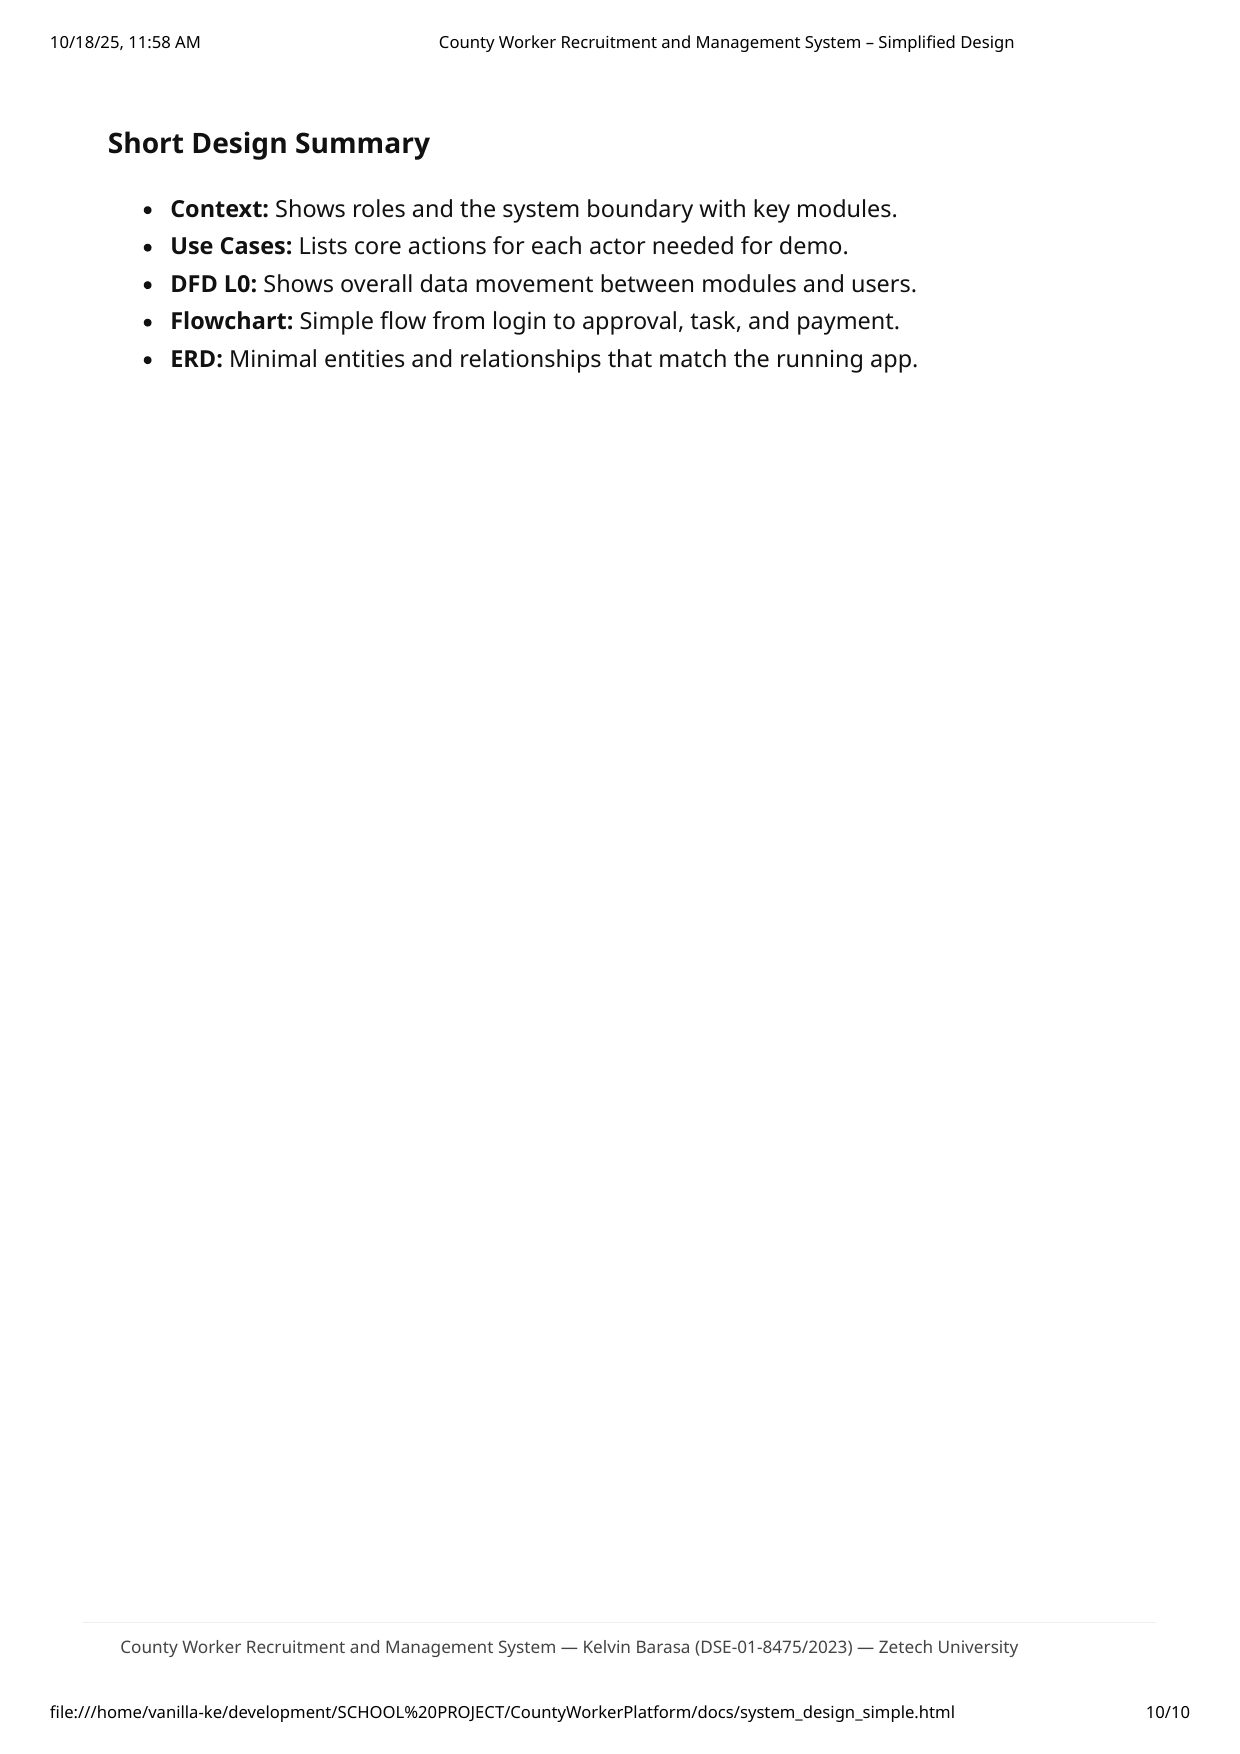 10/18/25, 11:58 AM County Worker Recruitment and Management System – Simplified Design
Short Design Summary
• Context: Shows roles and the system boundary with key modules.
• Use Cases: Lists core actions for each actor needed for demo.
• DFD L0: Shows overall data movement between modules and users.
• Flowchart: Simple flow from login to approval, task, and payment.
• ERD: Minimal entities and relationships that match the running app.
County Worker Recruitment and Management System — Kelvin Barasa (DSE-01-8475/2023) — Zetech University
file:///home/vanilla-ke/development/SCHOOL%20PROJECT/CountyWorkerPlatform/docs/system_design_simple.html 10/10